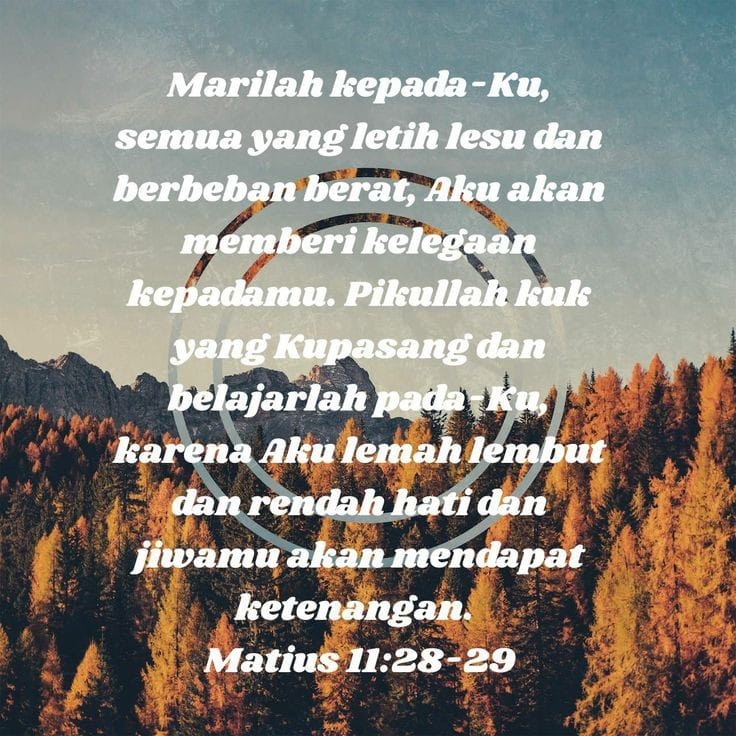 Marilah kepada-Ku,
semua yang letih lesu dan
berbeban berat, Aku akan
memberi kelegaan
kepadamu. Pikullah kuk
yang Kupasang dan
belajarlah pada-Ku,
karena Aku lemah lembut
dan rendah hati dan
jiwamu akan mendapat
ketenangan.
Matius 11:28-29